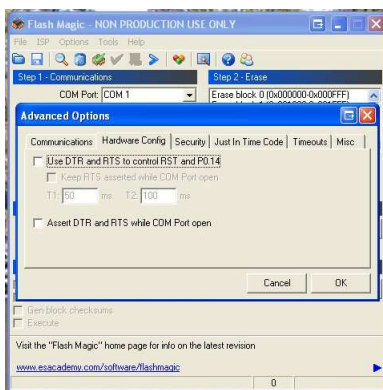 Flash Magic - NON PRODUCTION USE ONLY
File ISP Options Tools Help
Step 1 - Communications
Step 2 - Erase
COM Port: COM 1
Erase block 0 (0x000000-0x000FFF)
Advanced Options
Communications Hardware Config Security Just In Time Code Timeouts Misc
Use DTR and RTS to control RST and P0.14
Keep RTS asserted while COM Port open
T1: 50 ms T2: 100 ms
Assert DTR and RTS while COM Port open
Cancel OK
Gen block checksums
Execute
Visit the "Flash Magic" home page for info on the latest revision
www.esacademy.com/software/flashmagic
0